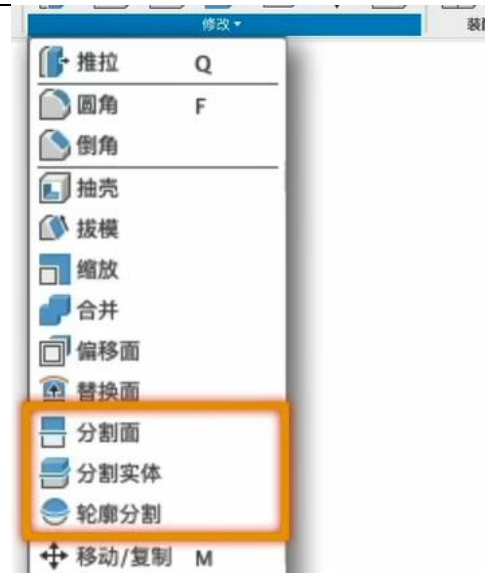 修改
装配
推拉 Q
圆角 F
倒角
抽壳
拔模
缩放
合并
偏移面
替换面
分割面
分割实体
轮廓分割
移动/复制 M